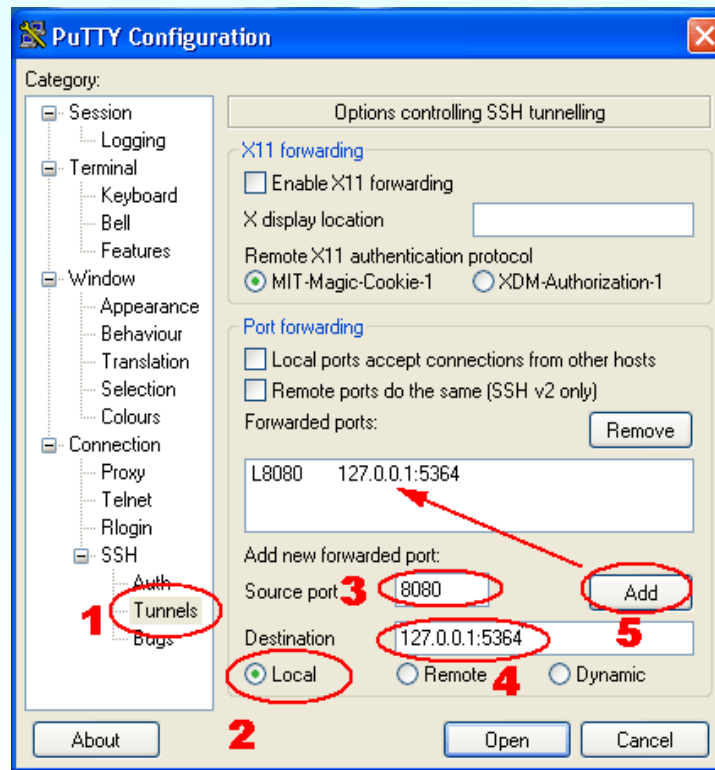 PuTTY Configuration
Category:
Session
Logging
Terminal
Keyboard
Bell
Features
Window
Appearance
Behaviour
Translation
Selection
Colours
Connection
Proxy
Telnet
Rlogin
SSH
Auth
1 Tunnels
Bugs
Options controlling SSH tunnelling
X11 forwarding
Enable X11 forwarding
X display location
Remote X11 authentication protocol
MIT-Magic-Cookie-1 XDM-Authorization-1
Port forwarding
Local ports accept connections from other hosts
Remote ports do the same (SSH v2 only)
Forwarded ports: Remove
L8080 127.0.0.1:5364
Add new forwarded port:
Source port 3 8080 Add
5
Destination 127.0.0.1:5364
Local Remote 4 Dynamic
2
About Open Cancel